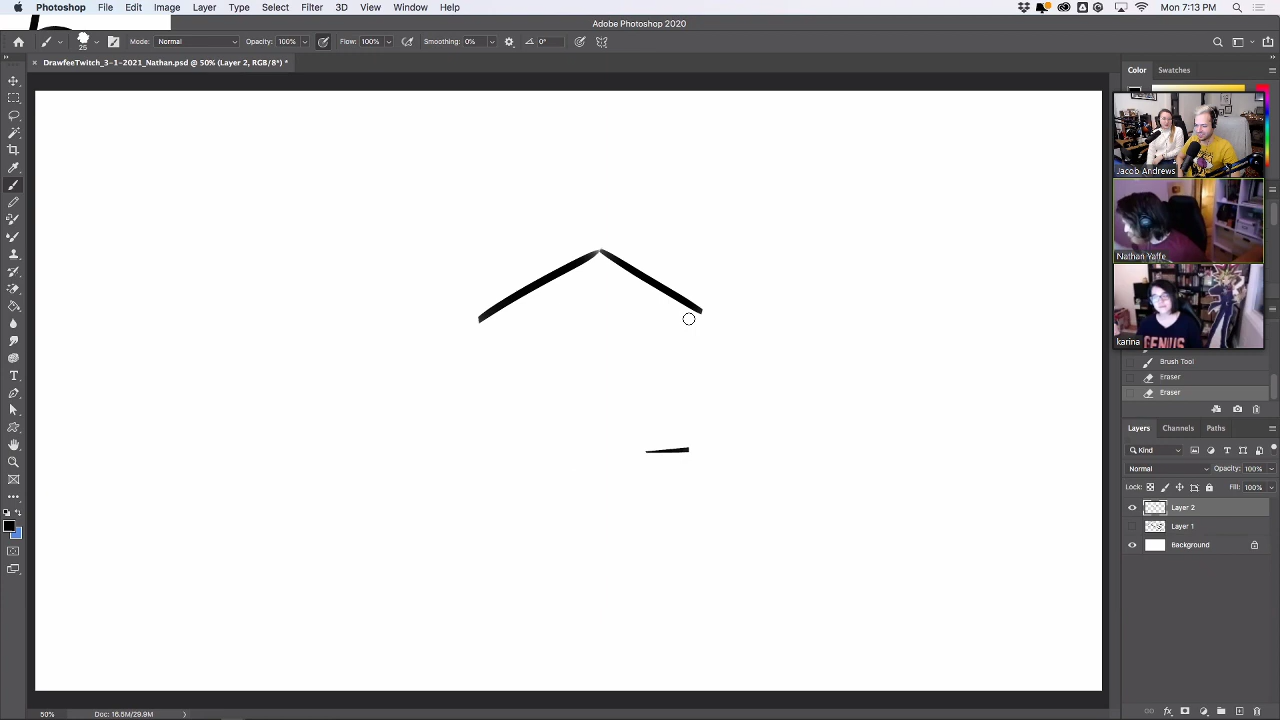 Photoshop File Edit Image Layer Type Select Filter 3D View Window Help Mon 7:13 PM
Adobe Photoshop 2020
25 Mode: Normal Opacity: 100% Flow: 100% Smoothing: 0% 0°
DrawfeeTwitch_3-1-2021_Nathan.psd @ 50% (Layer 2, RGB/8*) *
Color Swatches
Jacob Andrews
Nathan Yaffe
GENIUS
karina
Brush Tool
Eraser
Eraser
Layers Channels Paths
Kind
Normal Opacity: 100%
Lock: Fill: 100%
Layer 2
Layer 1
Background
50% Doc: 16.5M/29.9M